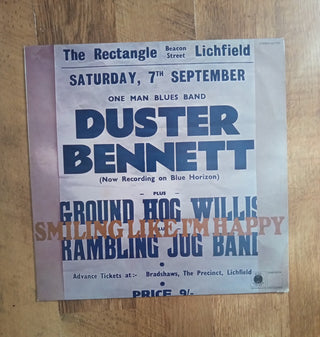 The Rectangle Beacon Street Lichfield
SATURDAY, 7TH SEPTEMBER
ONE MAN BLUES BAND
DUSTER
BENNETT
(Now Recording on Blue Horizon)
— PLUS —
GROUND HOG WILLIS
SMILING LIKE I'M HAPPY
RAMBLING JUG BAND
Advance Tickets at :- Bradshaws, The Precinct, Lichfield
• PRICE 9/- •